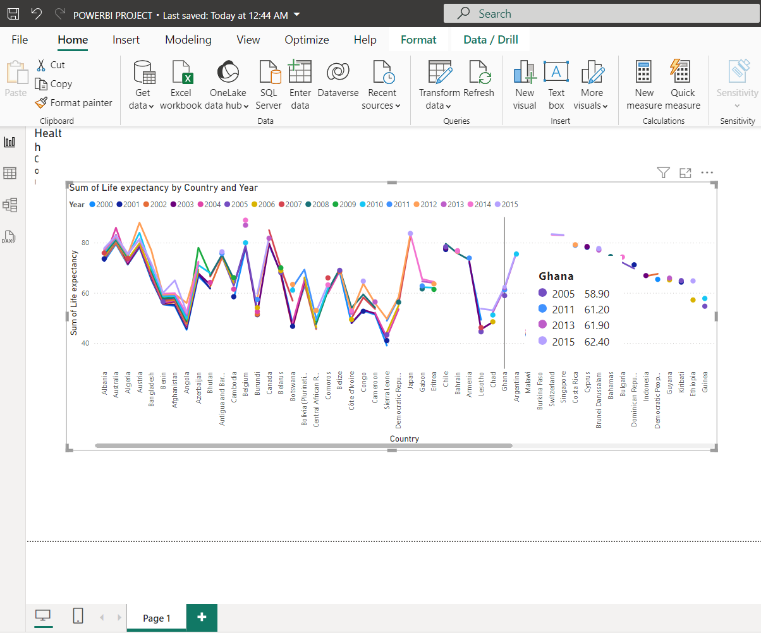 POWERBI PROJECT • Last saved: Today at 12:44 AM
Search
File Home Insert Modeling View Optimize Help Format Data / Drill
Paste
Cut
Copy
Format painter
Get data
Excel workbook
OneLake data hub
SQL Server
Enter data
Dataverse
Recent sources
Transform data
Refresh
New visual
Text box
More visuals
New measure
Quick measure
Sensitivity
Clipboard Data Queries Insert Calculations Sensitivity
Healt
h
Sum of Life expectancy by Country and Year
Year 2000 2001 2002 2003 2004 2005 2006 2007 2008 2009 2010 2011 2012 2013 2014 2015
Sum of Life expectancy
80
60
40
Ghana
2005 58.90
2011 61.20
2013 61.90
2015 62.40
Albania
Australia
Algeria
Austria
Bangladesh
Benin
Afghanistan
Angola
Azerbaijan
Bhutan
Antigua and Bar...
Cambodia
Belgium
Burundi
Canada
Belarus
Botswana
Bolivia (Plurinati...
Central African R...
Comoros
Belize
Côte d'Ivoire
Congo
Cameroon
Sierra Leone
Democratic Repu...
Japan
Gabon
Eritrea
Chile
Bahrain
Armenia
Lesotho
Chad
Ghana
Argentina
Malawi
Burkina Faso
Switzerland
Singapore
Costa Rica
Cyprus
Brunei Darussalam
Bahamas
Bulgaria
Dominican Repu...
Indonesia
Democratic Peop...
Guyana
Kiribati
Ethiopia
Guinea
Country
Page 1